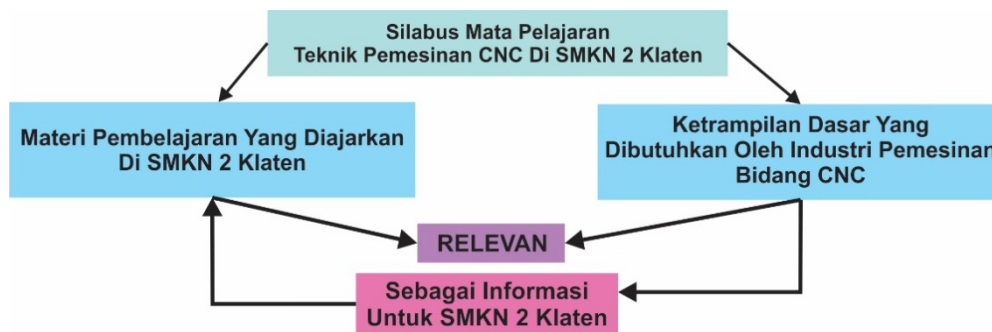 Silabus Mata Pelajaran
Teknik Pemesinan CNC Di SMKN 2 Klaten
Materi Pembelajaran Yang Diajarkan
Di SMKN 2 Klaten
Ketrampilan Dasar Yang
Dibutuhkan Oleh Industri Pemesinan
Bidang CNC
RELEVAN
Sebagai Informasi
Untuk SMKN 2 Klaten